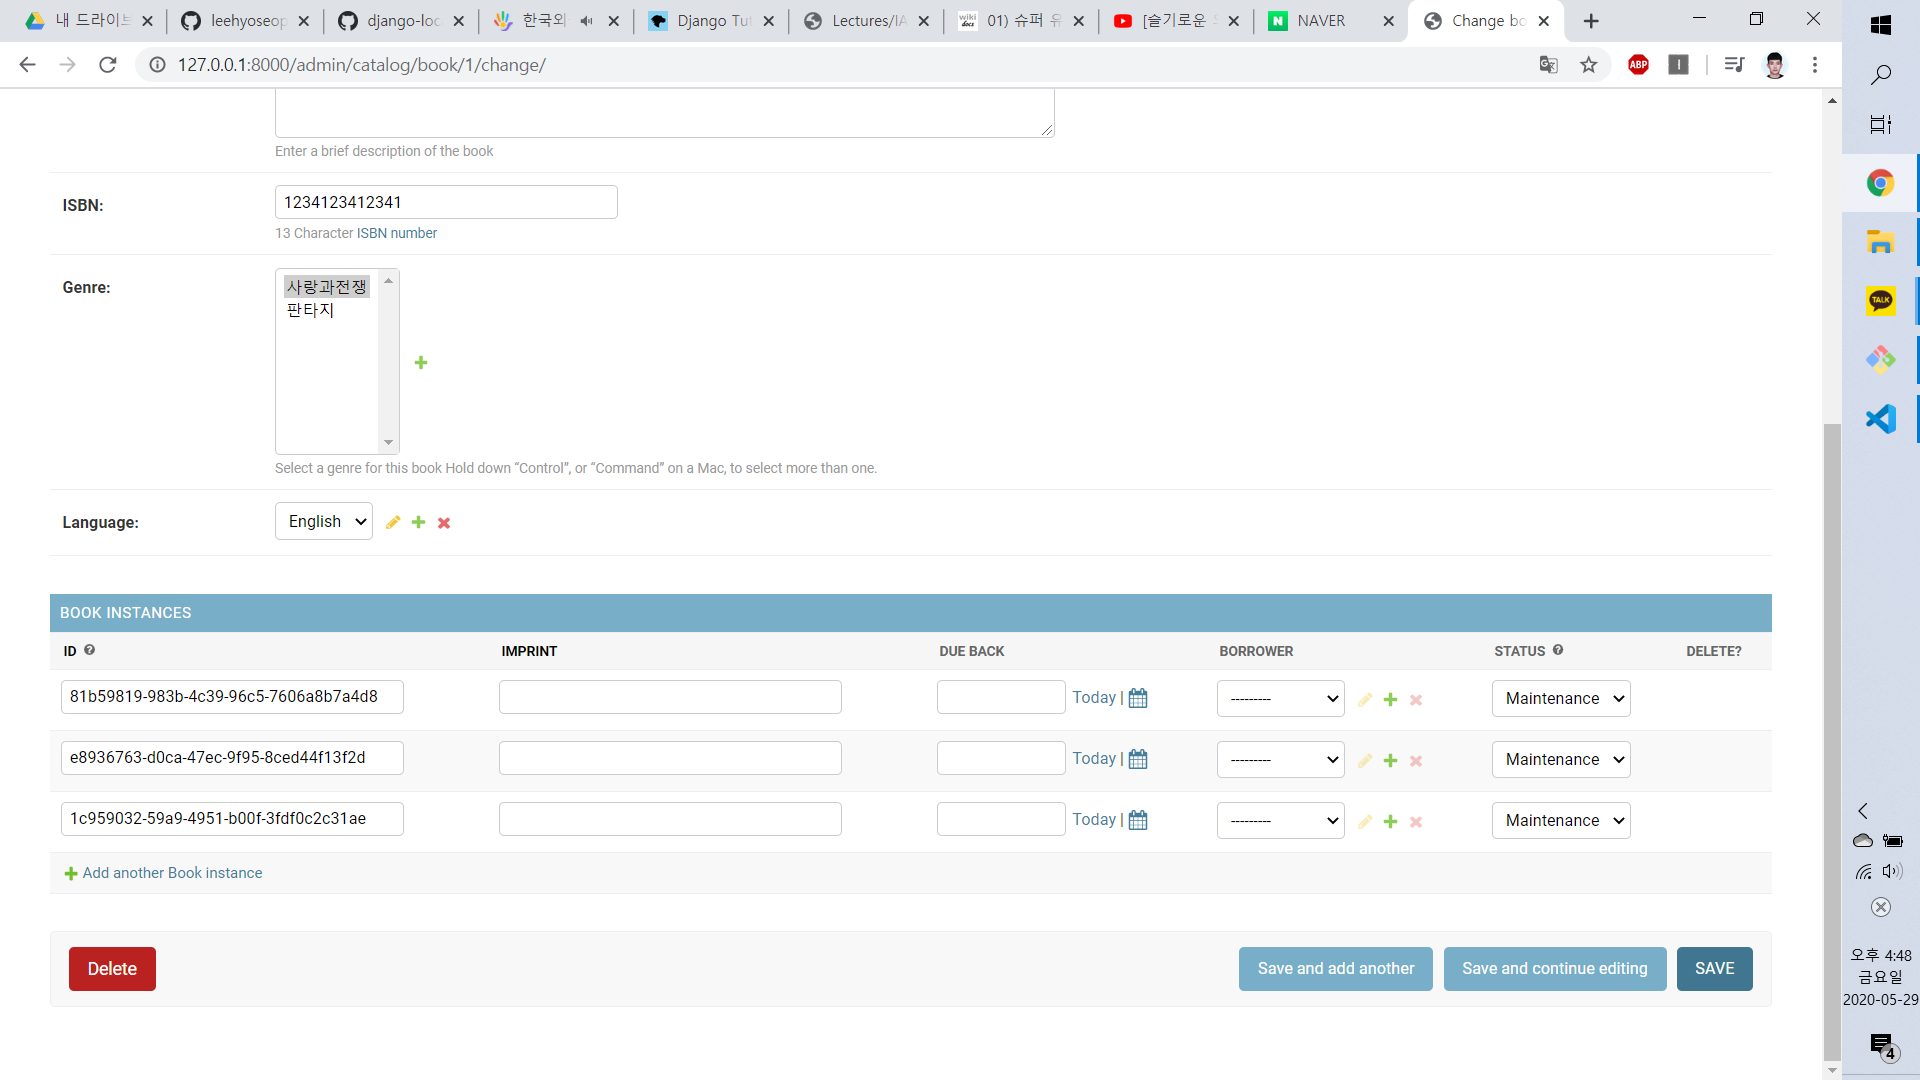 내 드라이브
leehyoseop
django-loc
한국외
Django Tut
Lectures/IA
01) 슈퍼 유
[슬기로운
NAVER
Change bo
127.0.0.1:8000/admin/catalog/book/1/change/
ABP
Enter a brief description of the book
ISBN:
1234123412341
13 Character ISBN number
Genre:
사랑과전쟁
판타지
Select a genre for this book Hold down “Control”, or “Command” on a Mac, to select more than one.
Language:
English
BOOK INSTANCES
ID IMPRINT DUE BACK BORROWER STATUS DELETE?
81b59819-983b-4c39-96c5-7606a8b7a4d8 Today | --------- Maintenance
e8936763-d0ca-47ec-9f95-8ced44f13f2d Today | --------- Maintenance
1c959032-59a9-4951-b00f-3fdf0c2c31ae Today | --------- Maintenance
Add another Book instance
Delete
Save and add another
Save and continue editing
SAVE
TALK
오후 4:48
금요일
2020-05-29
4